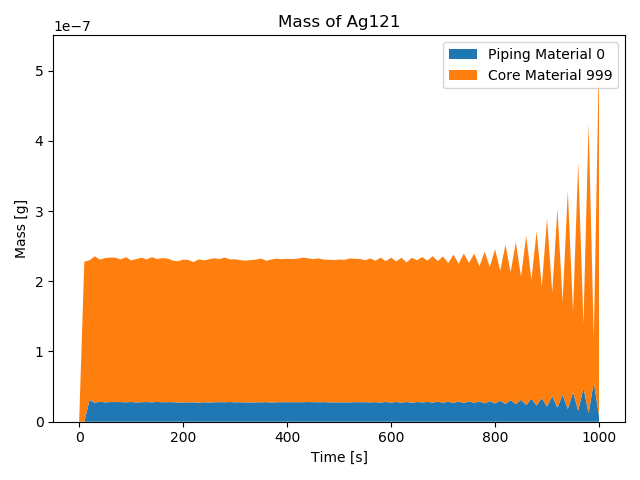 Mass of Ag121
1e−7
Piping Material 0
Core Material 999
5
4
3
2
1
0
Mass [g]
0 200 400 600 800 1000
Time [s]